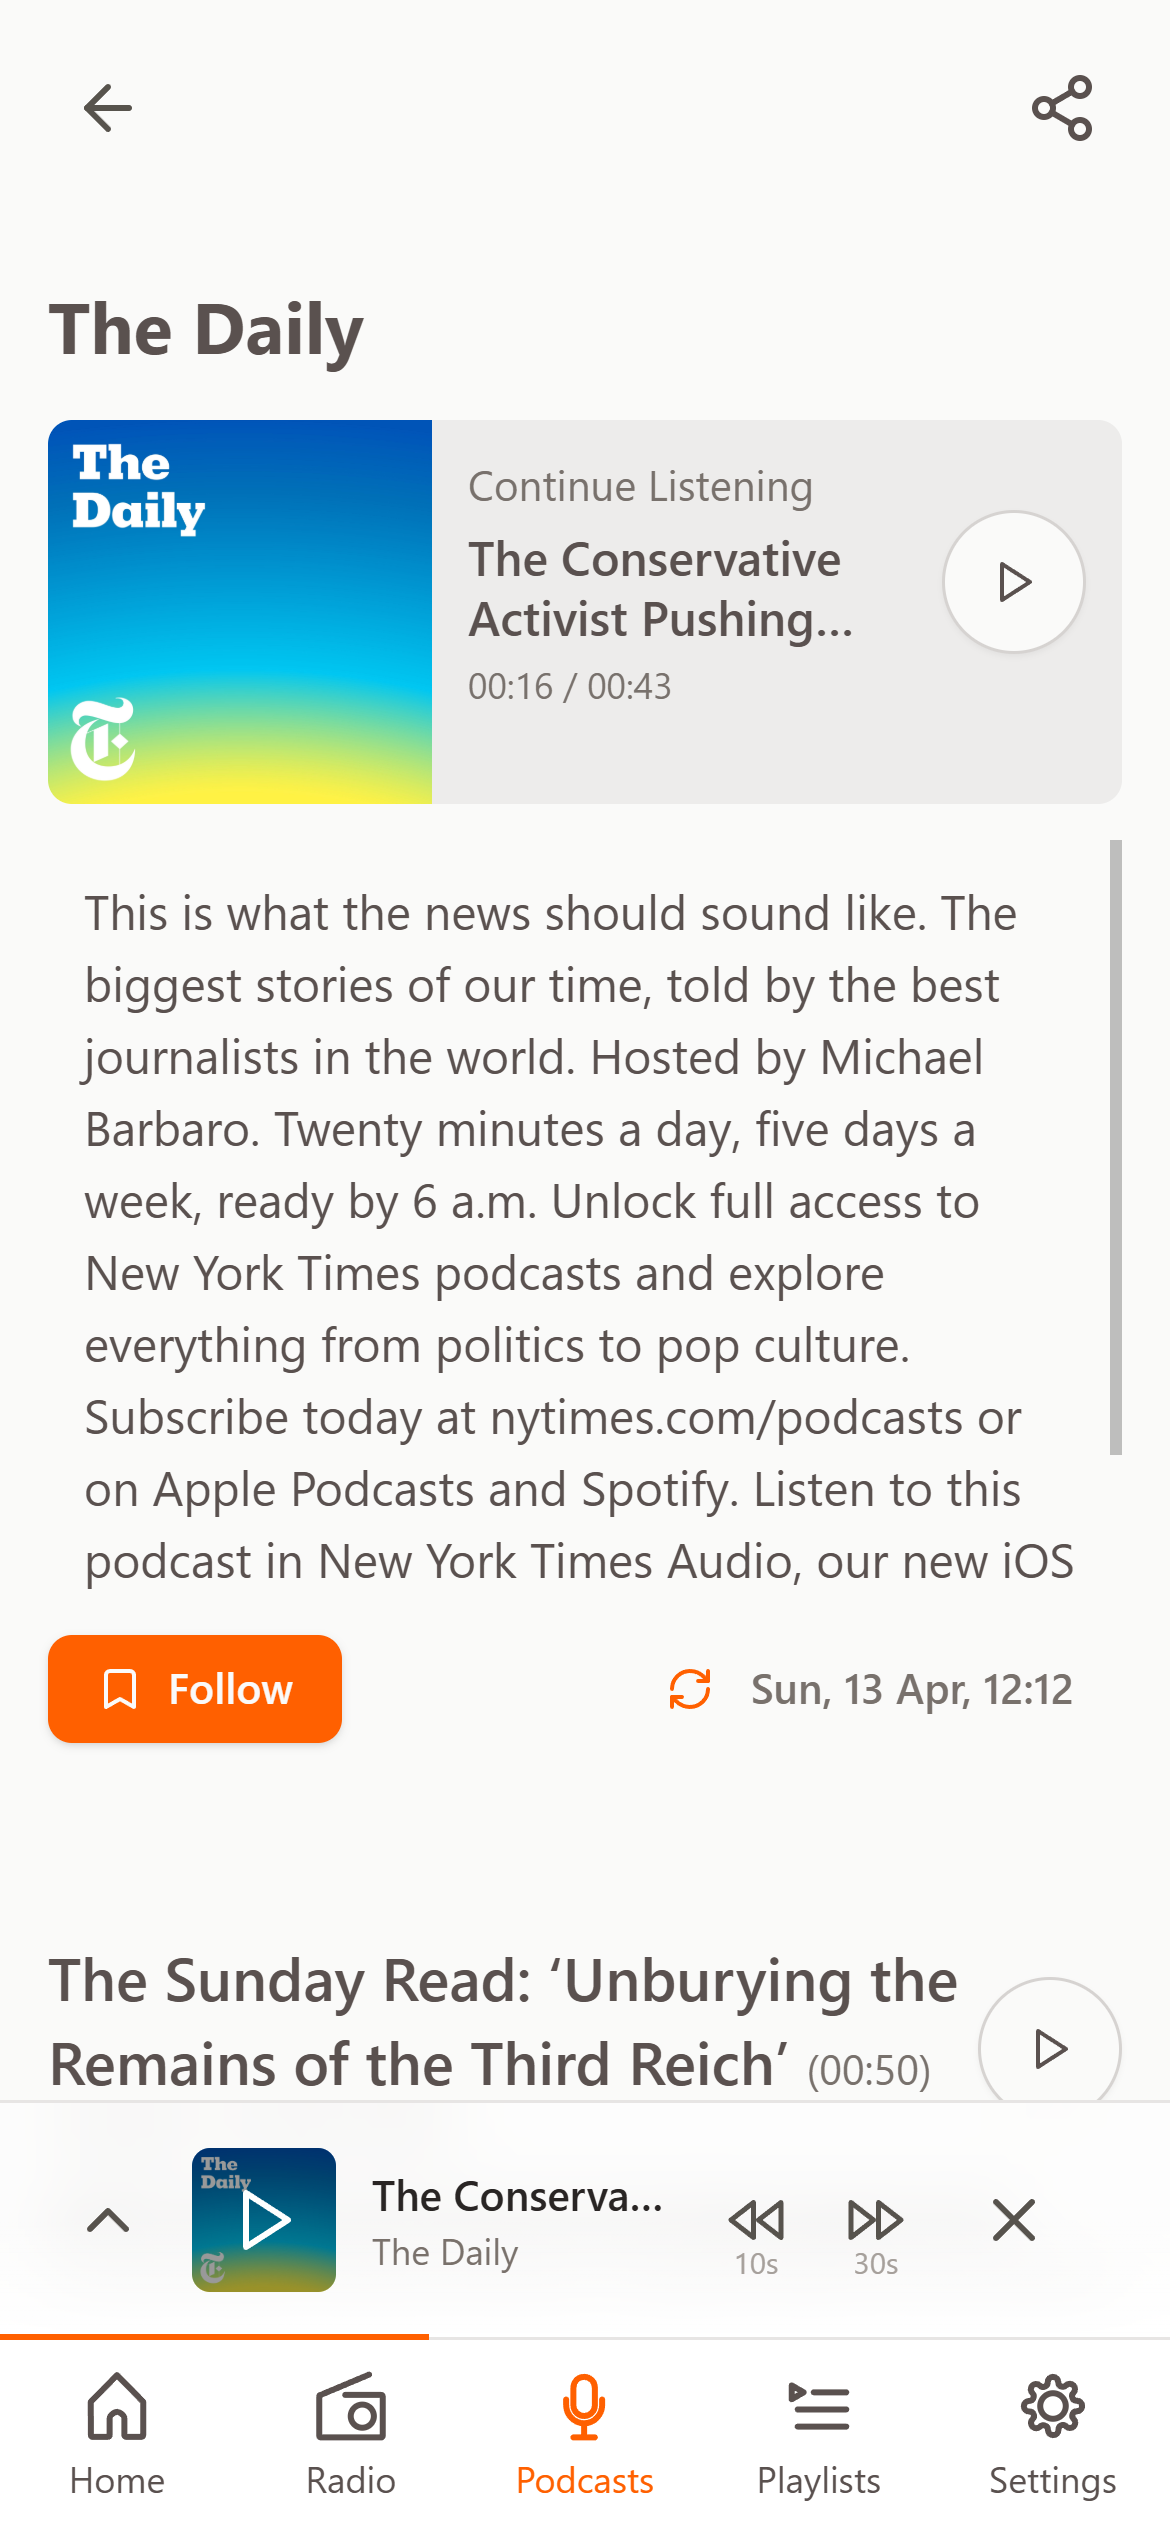 The Daily
The
Daily
Continue Listening
The Conservative
Activist Pushing...
00:16 / 00:43
This is what the news should sound like. The
biggest stories of our time, told by the best
journalists in the world. Hosted by Michael
Barbaro. Twenty minutes a day, five days a
week, ready by 6 a.m. Unlock full access to
New York Times podcasts and explore
everything from politics to pop culture.
Subscribe today at nytimes.com/podcasts or
on Apple Podcasts and Spotify. Listen to this
podcast in New York Times Audio, our new iOS
Follow
Sun, 13 Apr, 12:12
The Sunday Read: ‘Unburying the
Remains of the Third Reich’ (00:50)
The
Daily
The Conserva...
The Daily
10s
30s
Home
Radio
Podcasts
Playlists
Settings